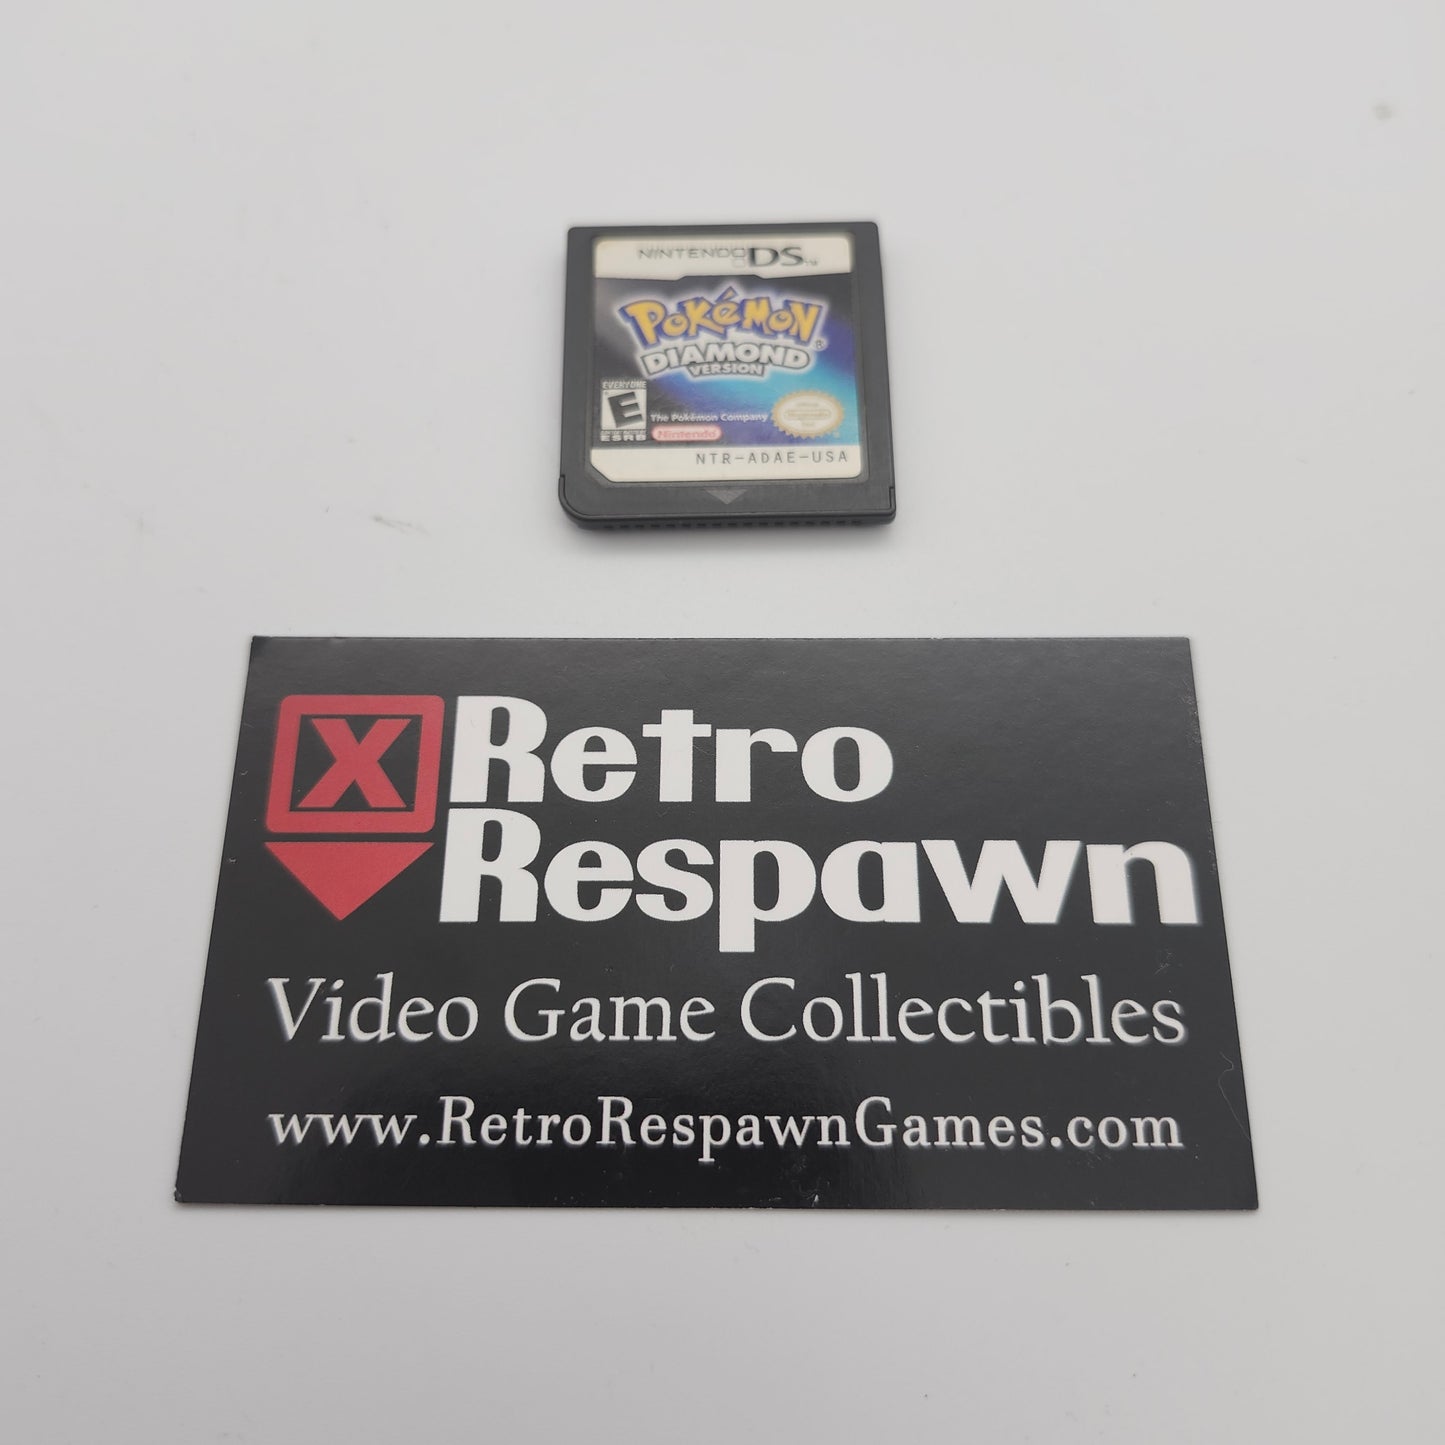 NINTENDO DS™
POKéMON®
DIAMOND
VERSION
EVERYONE
E
ESRB
The Pokémon Company
Nintendo
NTR-ADAE-USA
X
Retro
Respawn
Video Game Collectibles
www.RetroRespawnGames.com